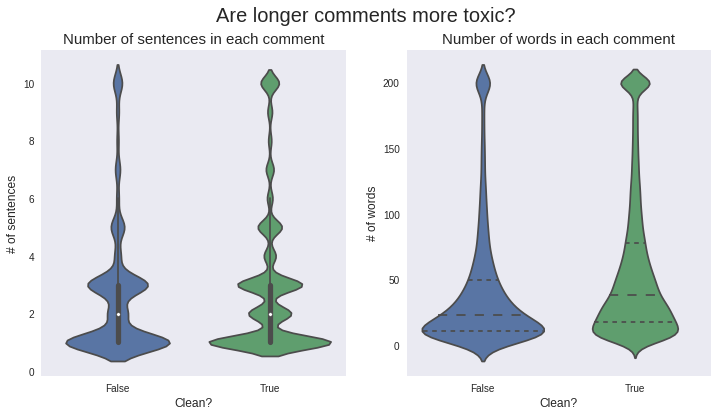 Are longer comments more toxic?
Number of sentences in each comment
10
8
6
4
2
0
# of sentences
False
True
Clean?
Number of words in each comment
200
150
100
50
0
# of words
False
True
Clean?